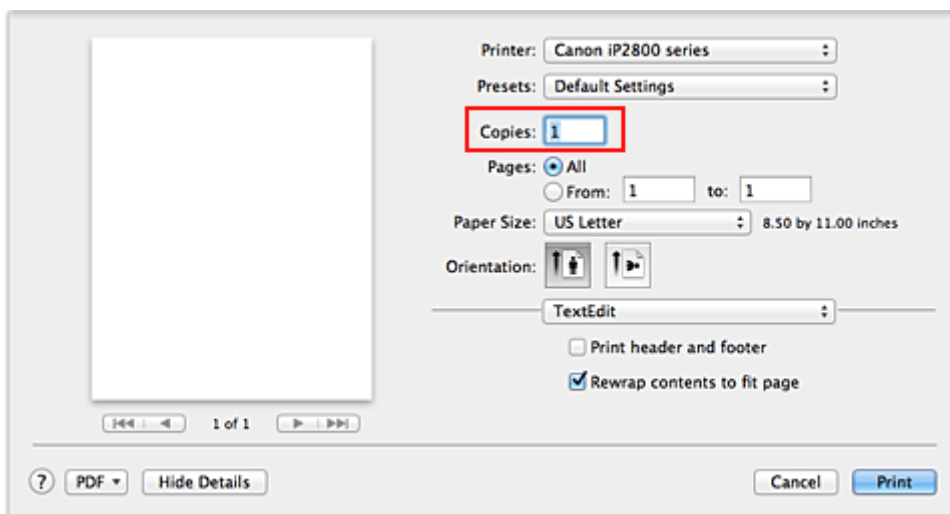 Printer: Canon iP2800 series
Presets: Default Settings
Copies: 1
Pages: All
From: 1 to: 1
Paper Size: US Letter 8.50 by 11.00 inches
Orientation:
TextEdit
Print header and footer
Rewrap contents to fit page
1 of 1
? PDF Hide Details Cancel Print